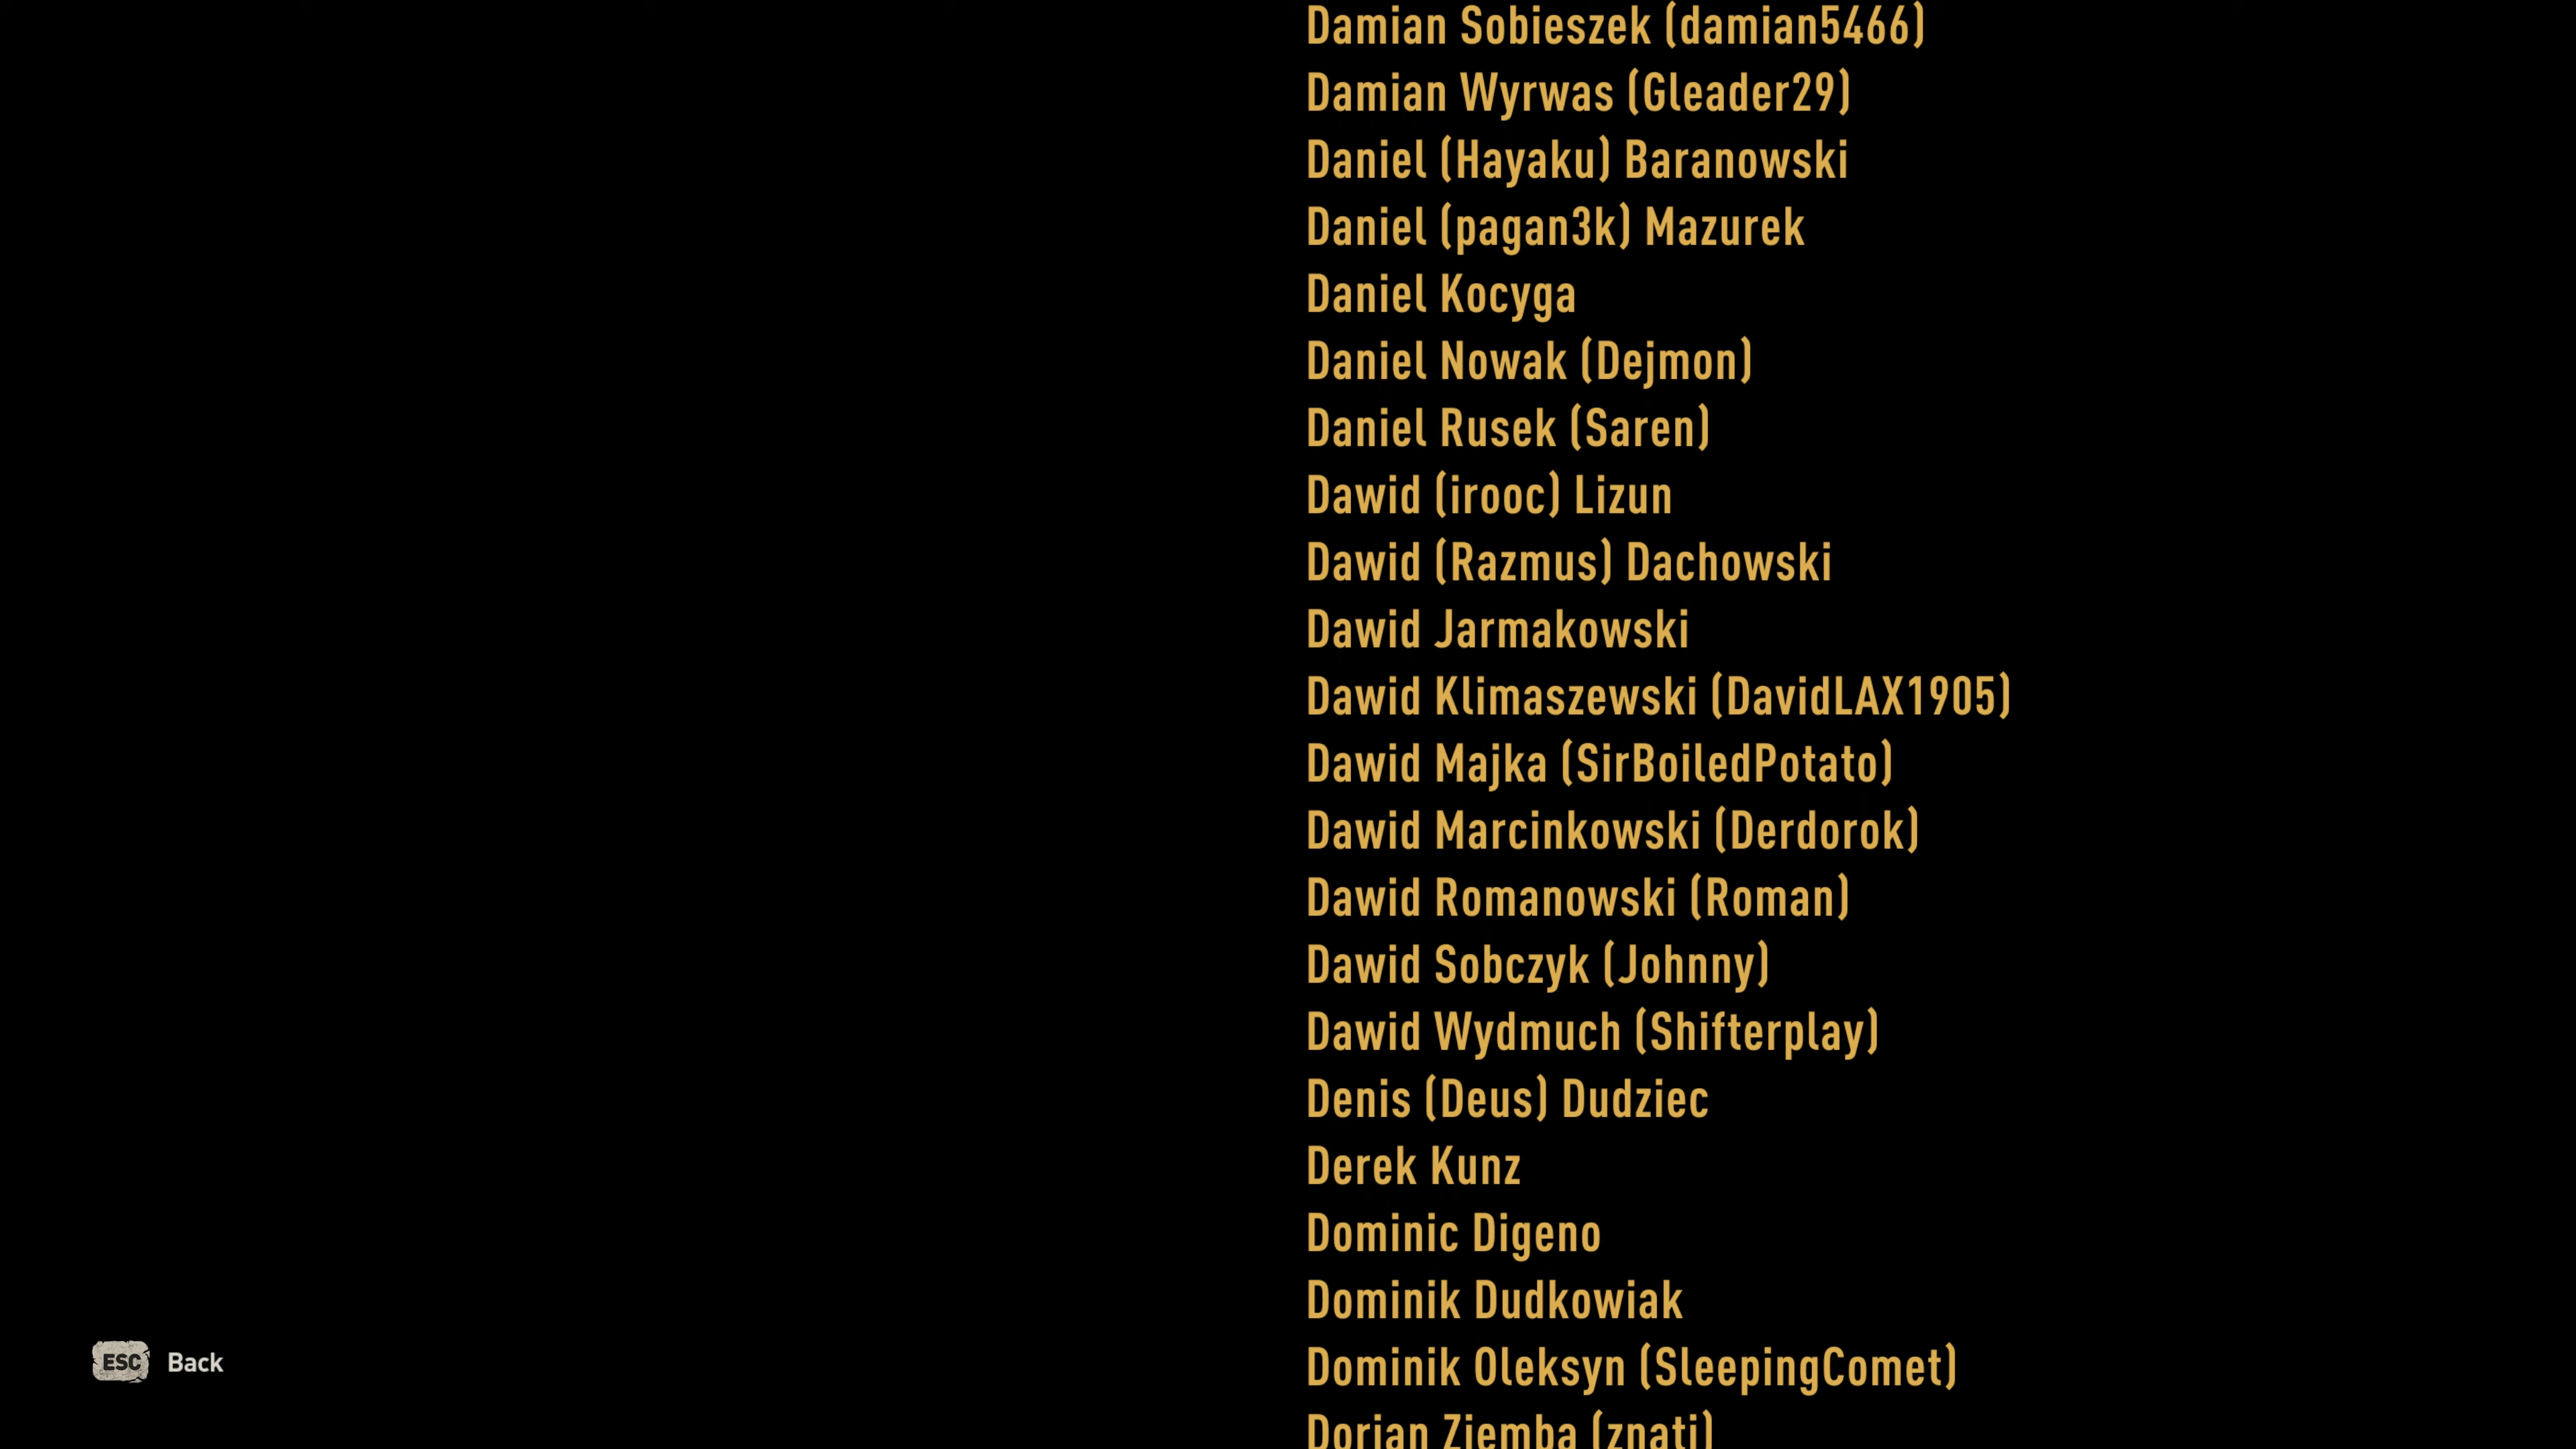 Damian Sobieszek (damian5466)
Damian Wyrwas (Gleader29)
Daniel (Hayaku) Baranowski
Daniel (pagan3k) Mazurek
Daniel Kocyga
Daniel Nowak (Dejmon)
Daniel Rusek (Saren)
Dawid (irooc) Lizun
Dawid (Razmus) Dachowski
Dawid Jarmakowski
Dawid Klimaszewski (DavidLAX1905)
Dawid Majka (SirBoiledPotato)
Dawid Marcinkowski (Derdorok)
Dawid Romanowski (Roman)
Dawid Sobczyk (Johnny)
Dawid Wydmuch (Shifterplay)
Denis (Deus) Dudziec
Derek Kunz
Dominic Digeno
Dominik Dudkowiak
Dominik Oleksyn (SleepingComet)
Dorian Ziemba (znati)
ESC Back